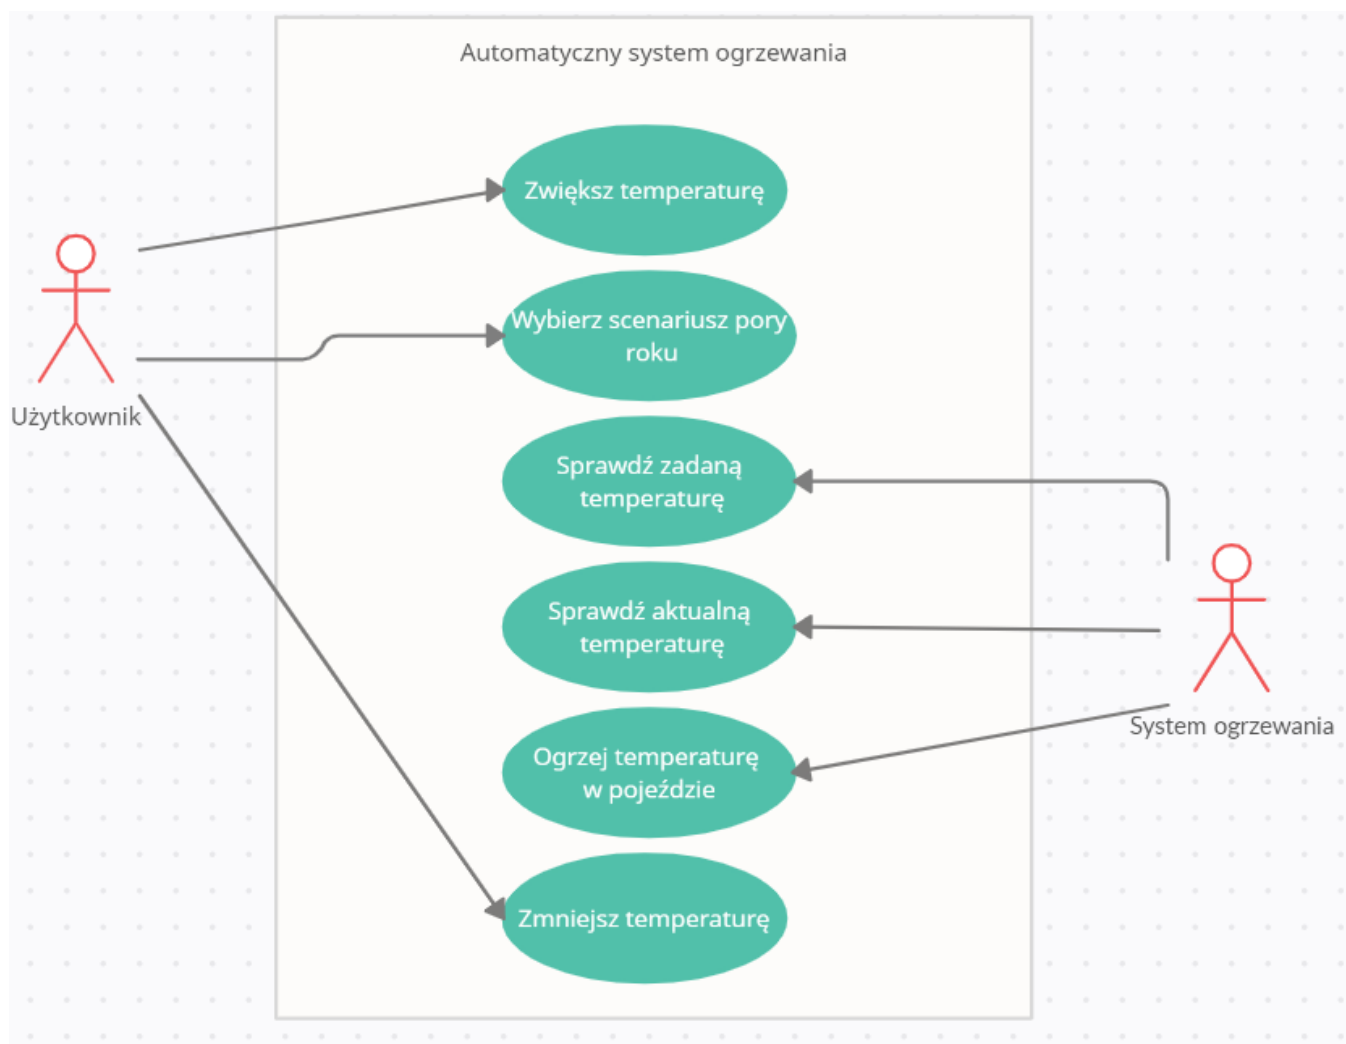 Automatyczny system ogrzewania
Zwiększ temperaturę
Wybierz scenariusz pory
roku
Użytkownik
Sprawdź zadaną
temperaturę
Sprawdź aktualną
temperaturę
System ogrzewania
Ogrzej temperaturę
w pojeździe
Zmniejsz temperaturę